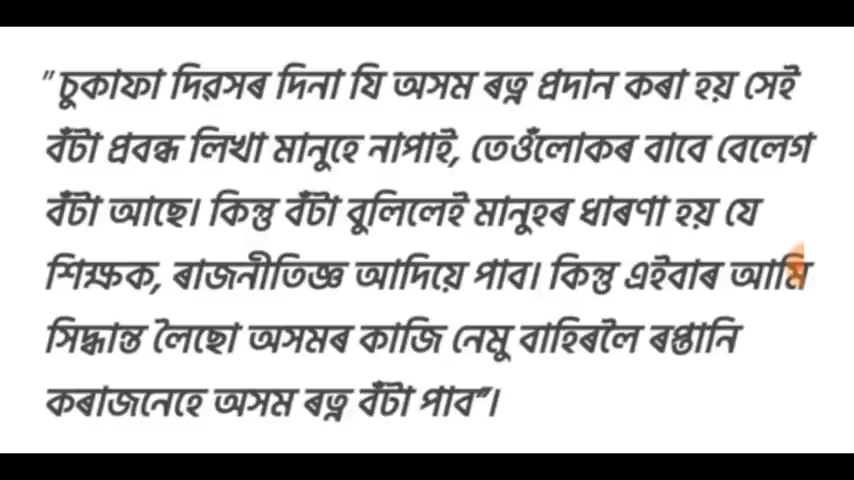 "চুকাফা দিৱসৰ দিনা যি অসম ৰত্ন প্ৰদান কৰা হয় সেই
বঁটা প্ৰবন্ধ লিখা মানুহে নাপাই, তেওঁলোকৰ বাবে বেলেগ
বঁটা আছে। কিন্তু বঁটা বুলিলেই মানুহৰ ধাৰণা হয় যে
শিক্ষক, ৰাজনীতিজ্ঞ আদিয়ে পাব। কিন্তু এইবাৰ আমি
সিদ্ধান্ত লৈছো অসমৰ কাজি নেমু বাহিৰলৈ ৰপ্তানি
কৰাজনেহে অসম ৰত্ন বঁটা পাব”।